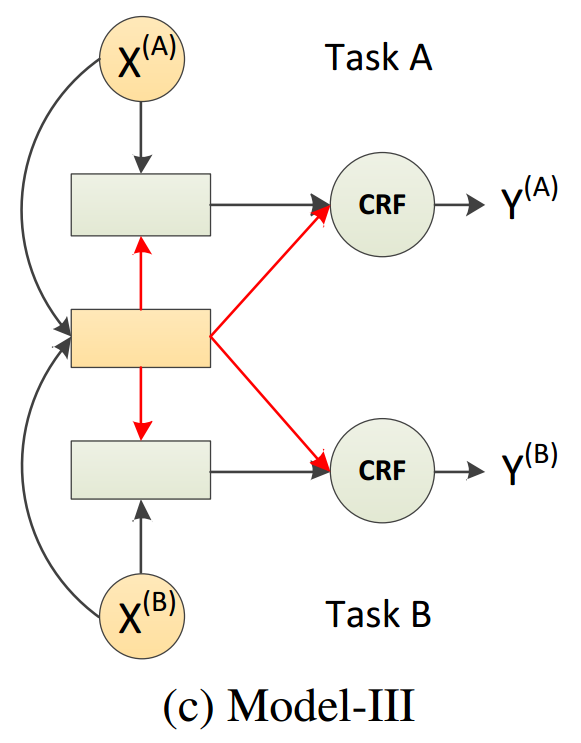 X(A)
Task A
CRF
Y(A)
CRF
Y(B)
X(B)
Task B
(c) Model-III